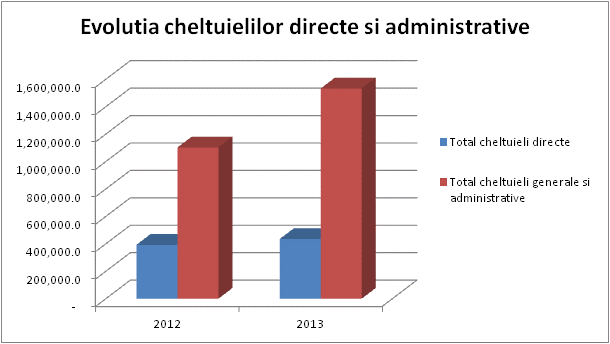 Evolutia cheltuielilor directe si administrative
1,600,000.0
1,400,000.0
1,200,000.0
1,000,000.0
800,000.0
600,000.0
400,000.0
200,000.0
-
2012
2013
Total cheltuieli directe
Total cheltuieli generale si
administrative